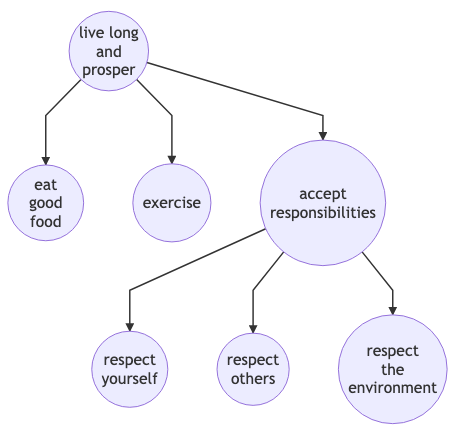 live long
and
prosper
eat
good
food
exercise
accept
responsibilities
respect
yourself
respect
others
respect
the
environment